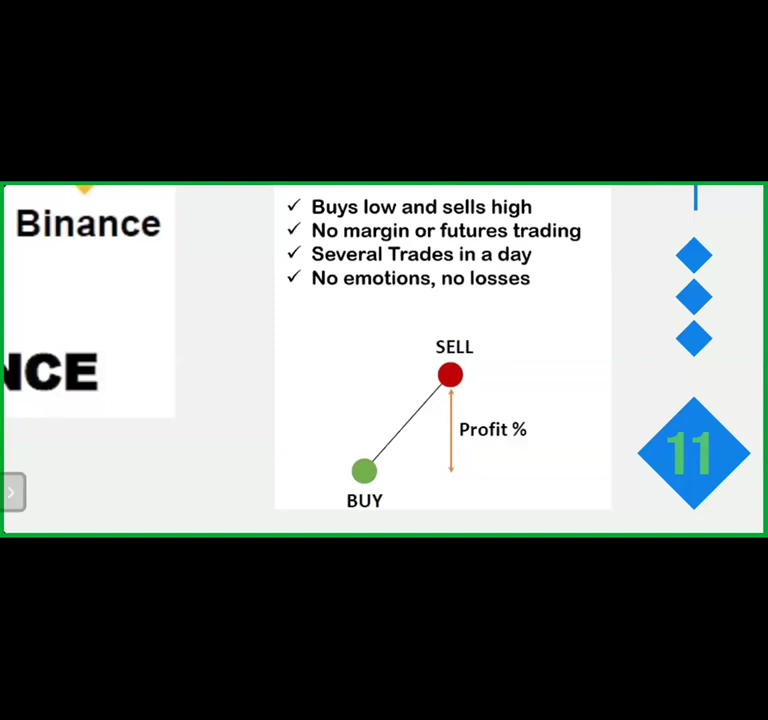 Binance
NCE
✓ Buys low and sells high
✓ No margin or futures trading
✓ Several Trades in a day
✓ No emotions, no losses
SELL
Profit %
BUY
11